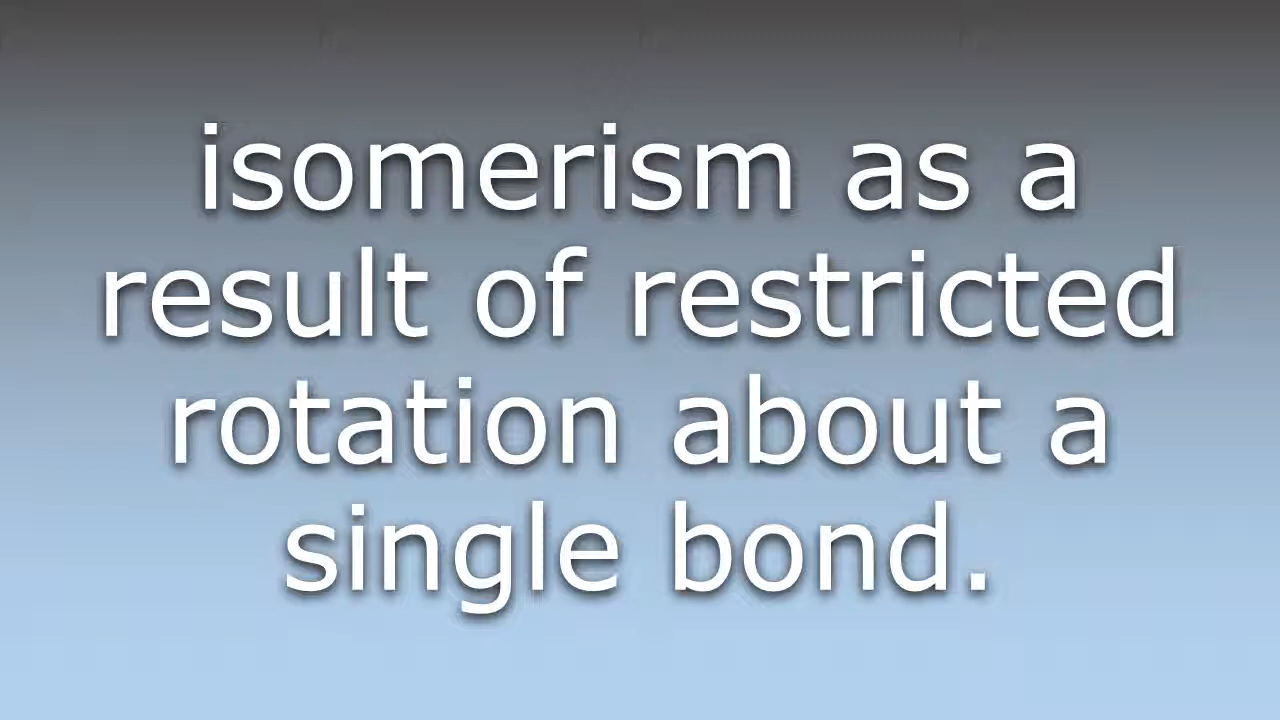 isomerism as a
result of restricted
rotation about a
single bond.